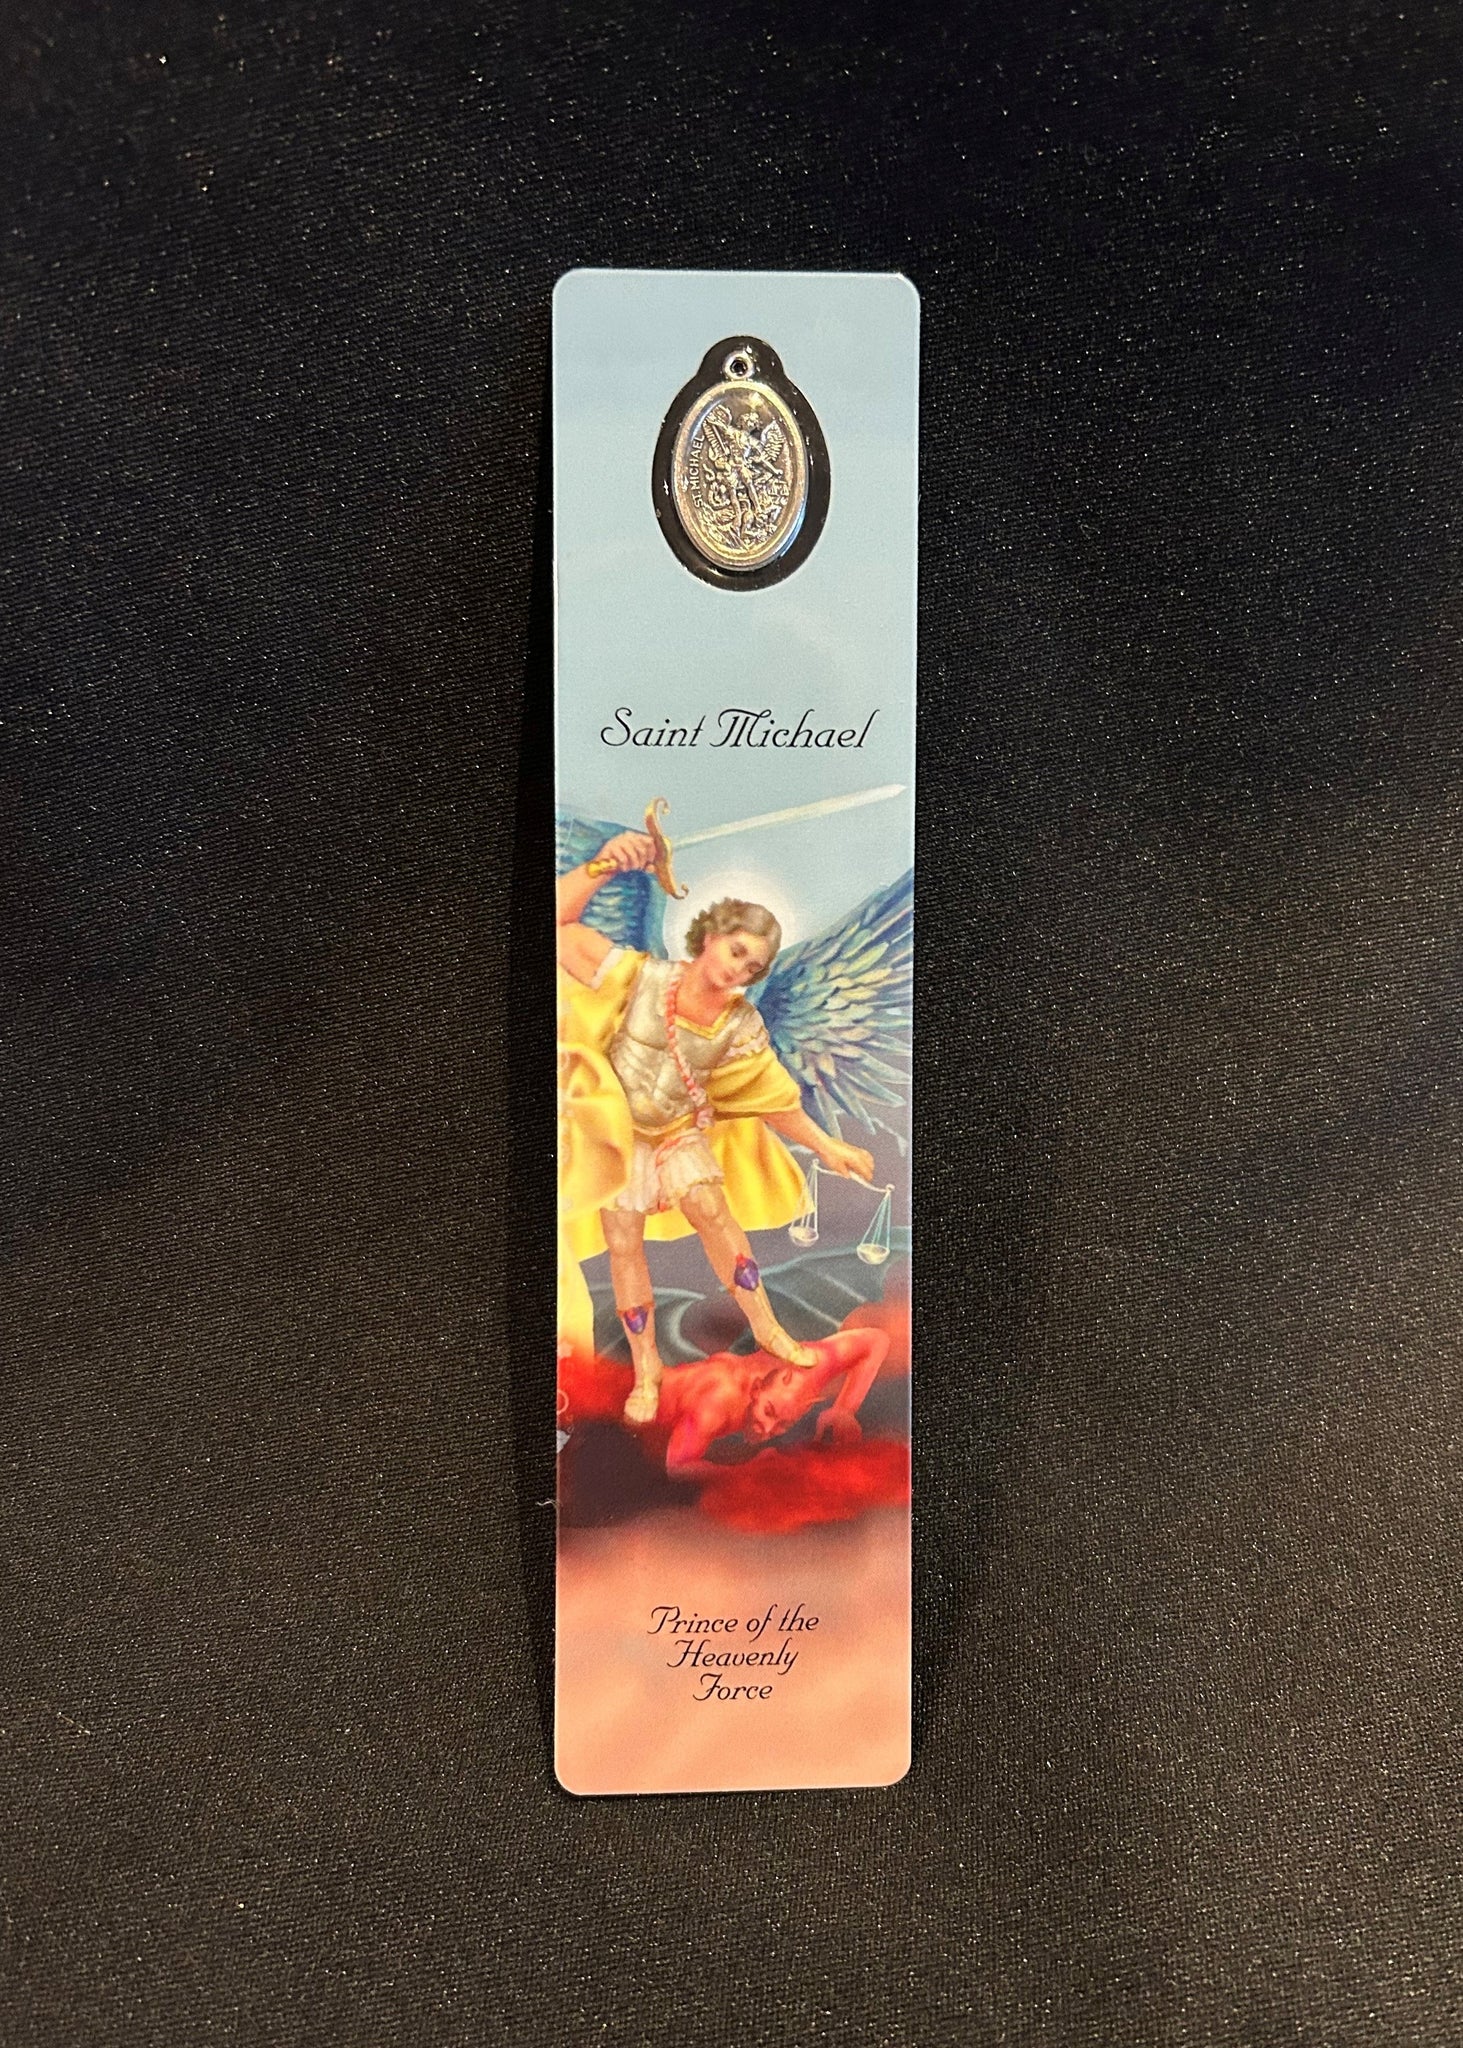 ST. MICHAEL
Saint Michael
Prince of the
Heavenly
Force